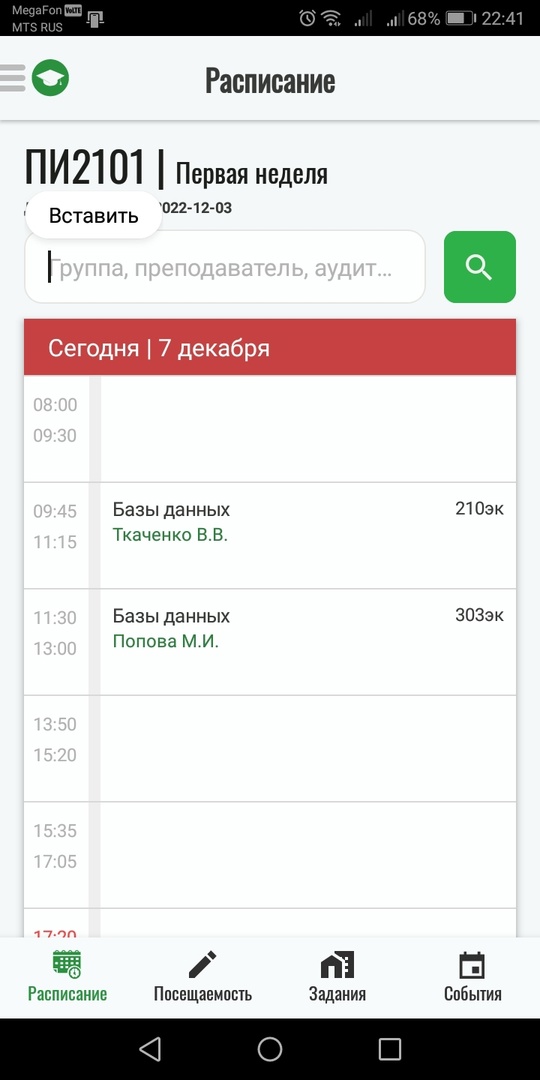 MegaFon VoLTE
MTS RUS
68% 22:41
Расписание
ПИ2101 | Первая неделя
Вставить
022-12-03
Группа, преподаватель, аудит...
Сегодня | 7 декабря
08:00
09:30
09:45
Базы данных
210эк
11:15
Ткаченко В.В.
11:30
Базы данных
303эк
13:00
Попова М.И.
13:50
15:20
15:35
17:05
17:20
Расписание
Посещаемость
Задания
События